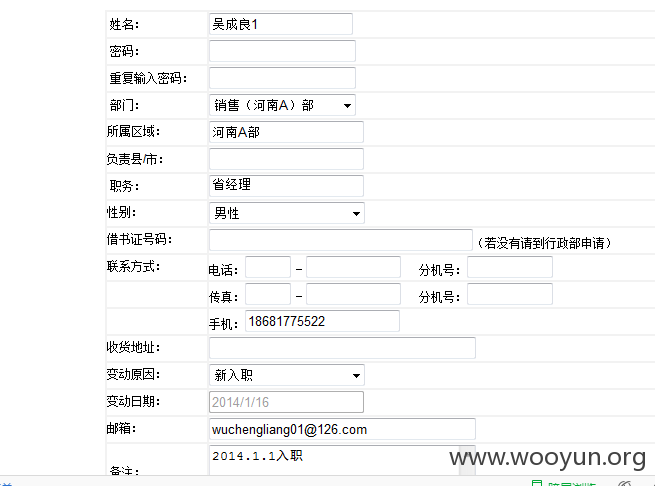 姓名: 吴成良1
密码:
重复输入密码:
部门: 销售（河南A）部
所属区域: 河南A部
负责县/市:
职务: 省经理
性别: 男性
借书证号码: （若没有请到行政部申请）
联系方式: 电话: - 分机号:
传真: - 分机号:
手机: 18681775522
收货地址:
变动原因: 新入职
变动日期: 2014/1/16
邮箱: wuchengliang01@126.com
备注: 2014.1.1入职
www.wooyun.org